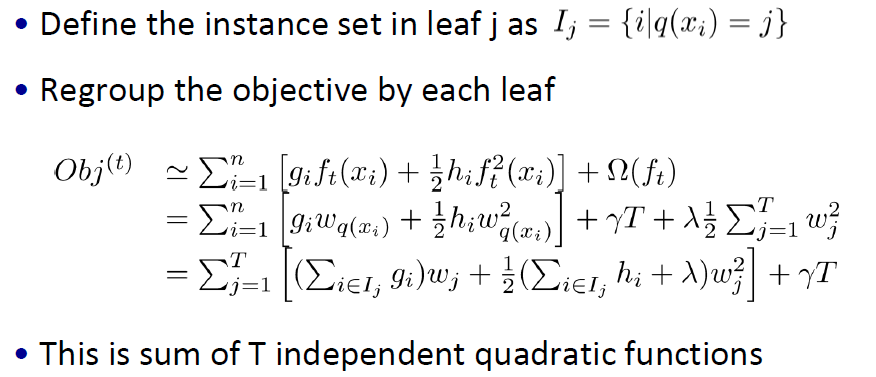 • Define the instance set in leaf j as $I_j = \{i|q(x_i) = j\}$
• Regroup the objective by each leaf
$Obj^{(t)} \simeq \sum_{i=1}^{n} \left[ g_i f_t(x_i) + \frac{1}{2} h_i f_t^2(x_i) \right] + \Omega(f_t)$
$= \sum_{i=1}^{n} \left[ g_i w_{q(x_i)} + \frac{1}{2} h_i w_{q(x_i)}^2 \right] + \gamma T + \lambda \frac{1}{2} \sum_{j=1}^{T} w_j^2$
$= \sum_{j=1}^{T} \left[ (\sum_{i \in I_j} g_i) w_j + \frac{1}{2} (\sum_{i \in I_j} h_i + \lambda) w_j^2 \right] + \gamma T$
• This is sum of T independent quadratic functions